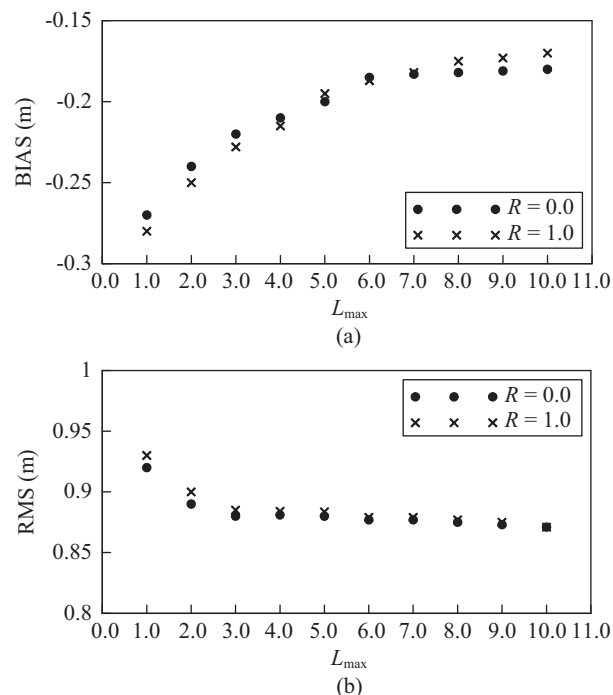 -0.15
-0.2
-0.25
-0.3
BIAS (m)
R = 0.0
R = 1.0
0.0 1.0 2.0 3.0 4.0 5.0 6.0 7.0 8.0 9.0 10.0 11.0
Lmax
(a)
1
0.95
0.9
0.85
0.8
RMS (m)
R = 0.0
R = 1.0
0.0 1.0 2.0 3.0 4.0 5.0 6.0 7.0 8.0 9.0 10.0 11.0
Lmax
(b)